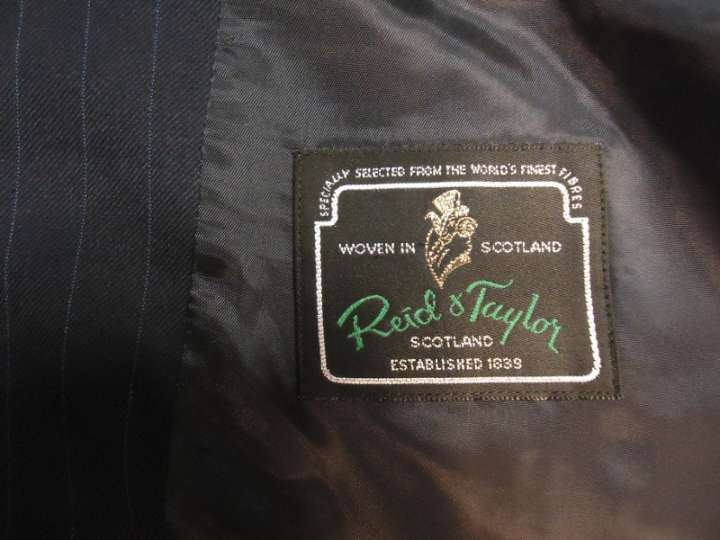 SPECIALLY SELECTED FROM THE WORLD'S FINEST FIBRES
WOVEN IN SCOTLAND
Reid & Taylor
SCOTLAND
ESTABLISHED 1839